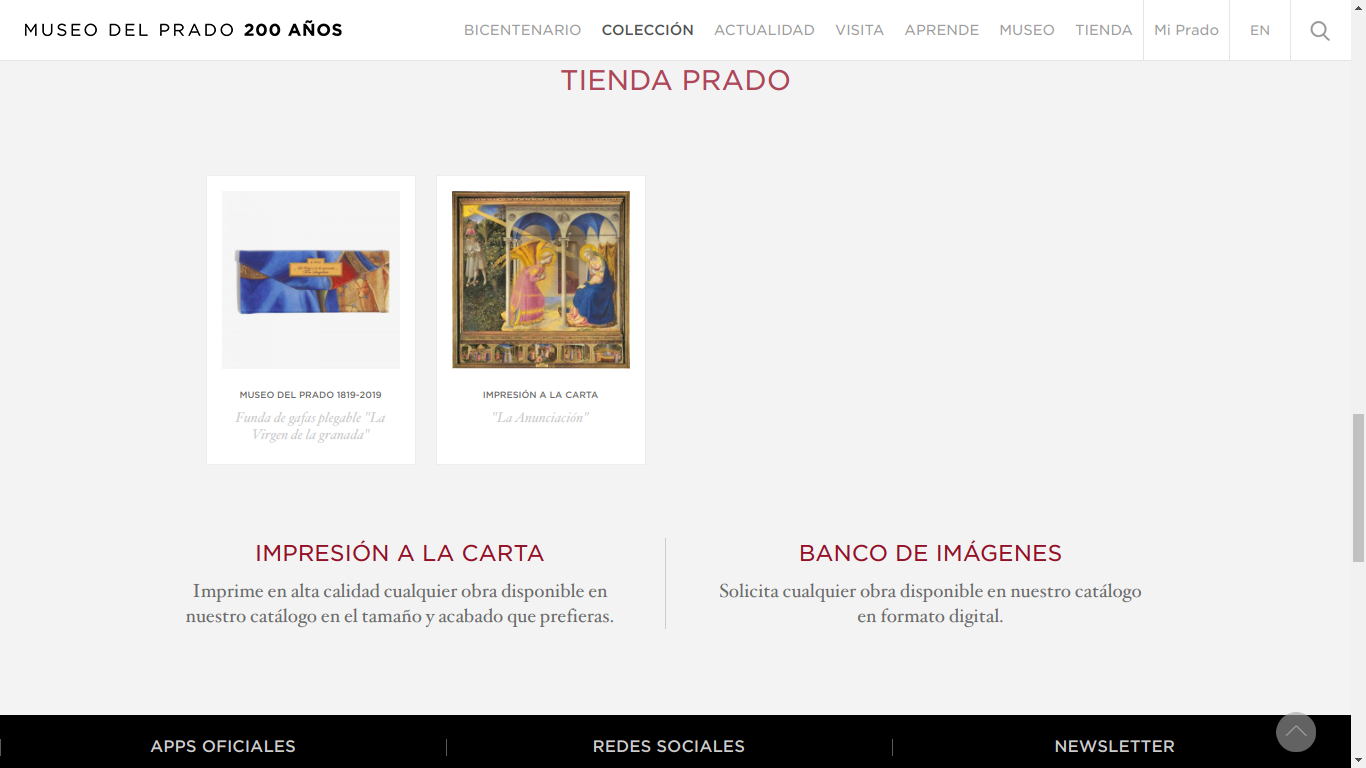 MUSEO DEL PRADO 200 AÑOS
BICENTENARIO COLECCIÓN ACTUALIDAD VISITA APRENDE MUSEO TIENDA Mi Prado EN
TIENDA PRADO
MUSEO DEL PRADO 1819-2019
Funda de gafas plegable "La
Virgen de la granada"
IMPRESIÓN A LA CARTA
"La Anunciación"
IMPRESIÓN A LA CARTA
Imprime en alta calidad cualquier obra disponible en
nuestro catálogo en el tamaño y acabado que prefieras.
BANCO DE IMÁGENES
Solicita cualquier obra disponible en nuestro catálogo
en formato digital.
APPS OFICIALES
REDES SOCIALES
NEWSLETTER